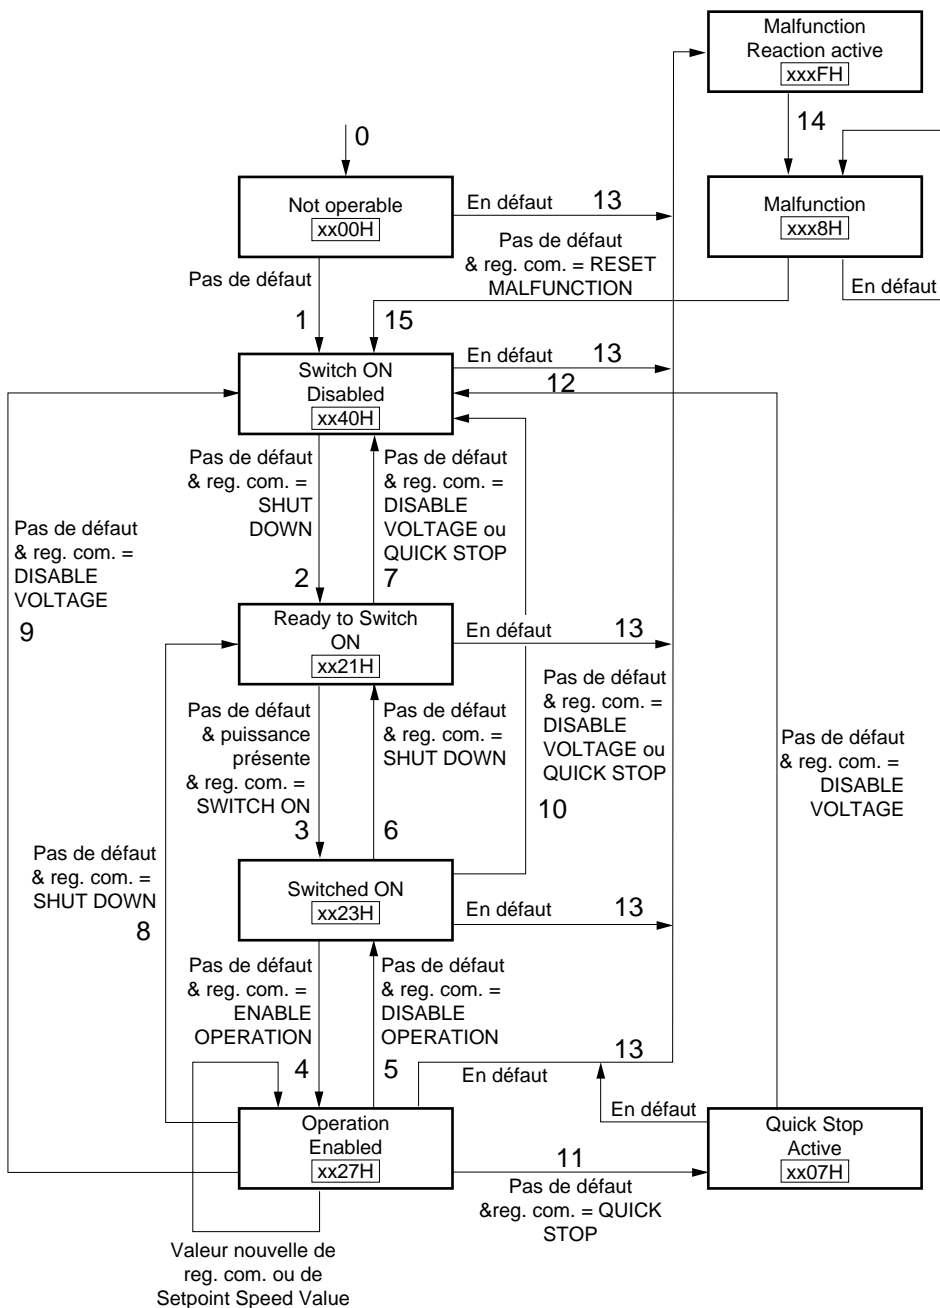 Malfunction
Reaction active
xxxFH
14
0
Not operable
xx00H
En défaut 13
Malfunction
xxx8H
Pas de défaut
& reg. com. = RESET
MALFUNCTION
En défaut
Pas de défaut
1
15
Switch ON
Disabled
xx40H
En défaut 13
12
Pas de défaut
& reg. com. =
SHUT
DOWN
2
Pas de défaut
& reg. com. =
DISABLE
VOLTAGE ou
QUICK STOP
7
Pas de défaut
& reg. com. =
DISABLE
VOLTAGE
9
Ready to Switch
ON
xx21H
En défaut 13
Pas de défaut
& puissance
présente
& reg. com. =
SWITCH ON
3
Pas de défaut
& reg. com. =
SHUT DOWN
6
Pas de défaut
& reg. com. =
DISABLE
VOLTAGE ou
QUICK STOP
10
Pas de défaut
& reg. com. =
DISABLE
VOLTAGE
Pas de défaut
& reg. com. =
SHUT DOWN
8
Switched ON
xx23H
En défaut 13
Pas de défaut
& reg. com. =
ENABLE
OPERATION
4
Pas de défaut
& reg. com. =
DISABLE
OPERATION
5
13
En défaut
En défaut
Operation
Enabled
xx27H
11
Pas de défaut
&reg. com. = QUICK
STOP
Quick Stop
Active
xx07H
Valeur nouvelle de
reg. com. ou de
Setpoint Speed Value